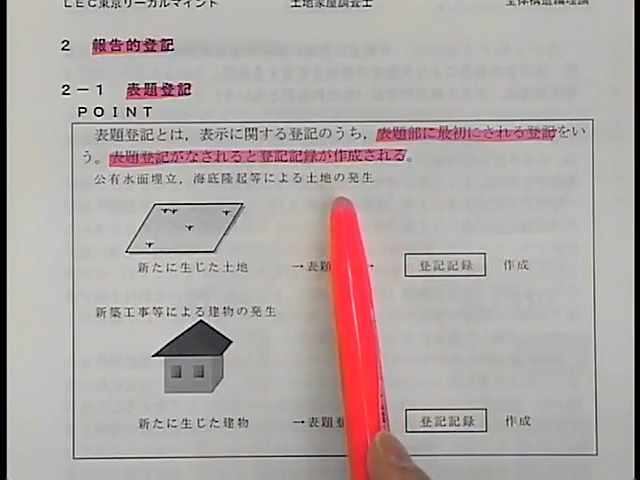 LEC東京リーガルマインド 土地家屋調査士 全体構造編理論
2 報告的登記
2-1 表題登記
POINT
表題登記とは，表示に関する登記のうち，表題部に最初にされる登記をい
う。表題登記がなされると登記記録が作成される。
公有水面埋立，海底隆起等による土地の発生
新たに生じた土地 →表題 → 登記記録 作成
新築工事等による建物の発生
新たに生じた建物 →表題 登記記録 作成